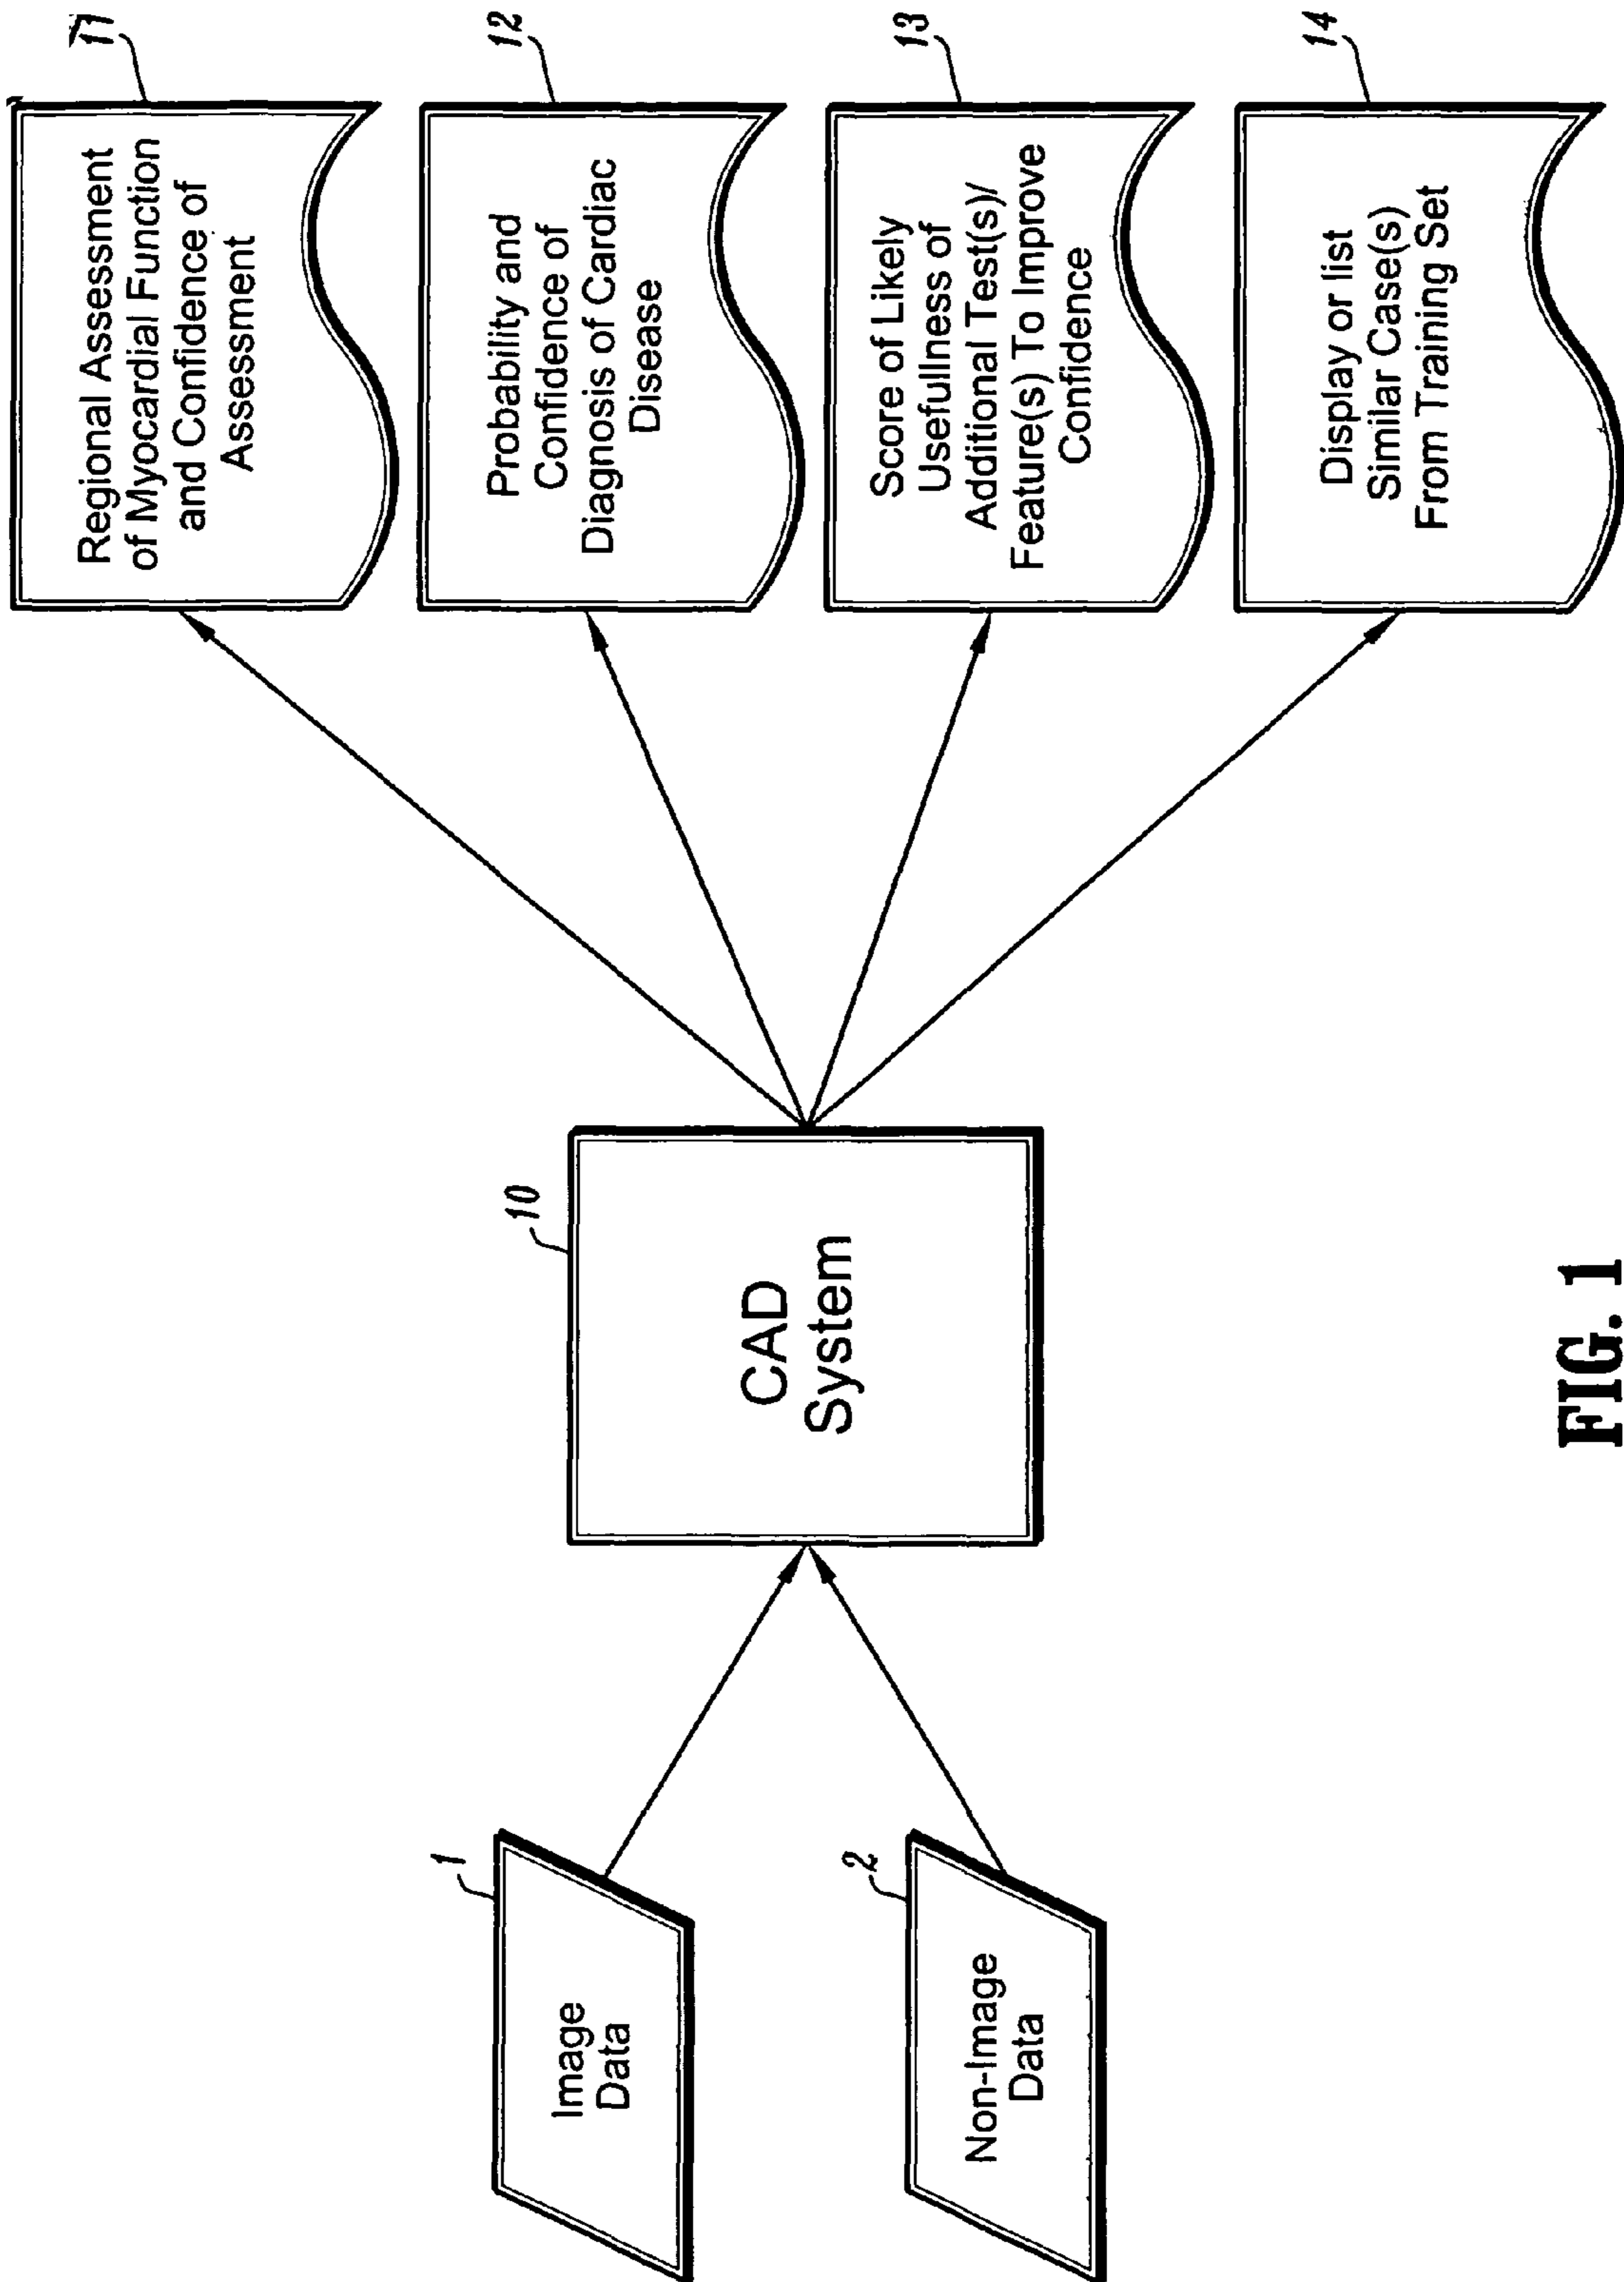 1
Image
Data
2
Non-Image
Data
10
CAD
System
11
Regional Assessment
of Myocardial Function
and Confidence of
Assessment
12
Probability and
Confidence of
Diagnosis of Cardiac
Disease
13
Score of Likely
Usefullness of
Additional Test(s)/
Feature(s) To Improve
Confidence
14
Display or list
Similar Case(s)
From Training Set
FIG. 1